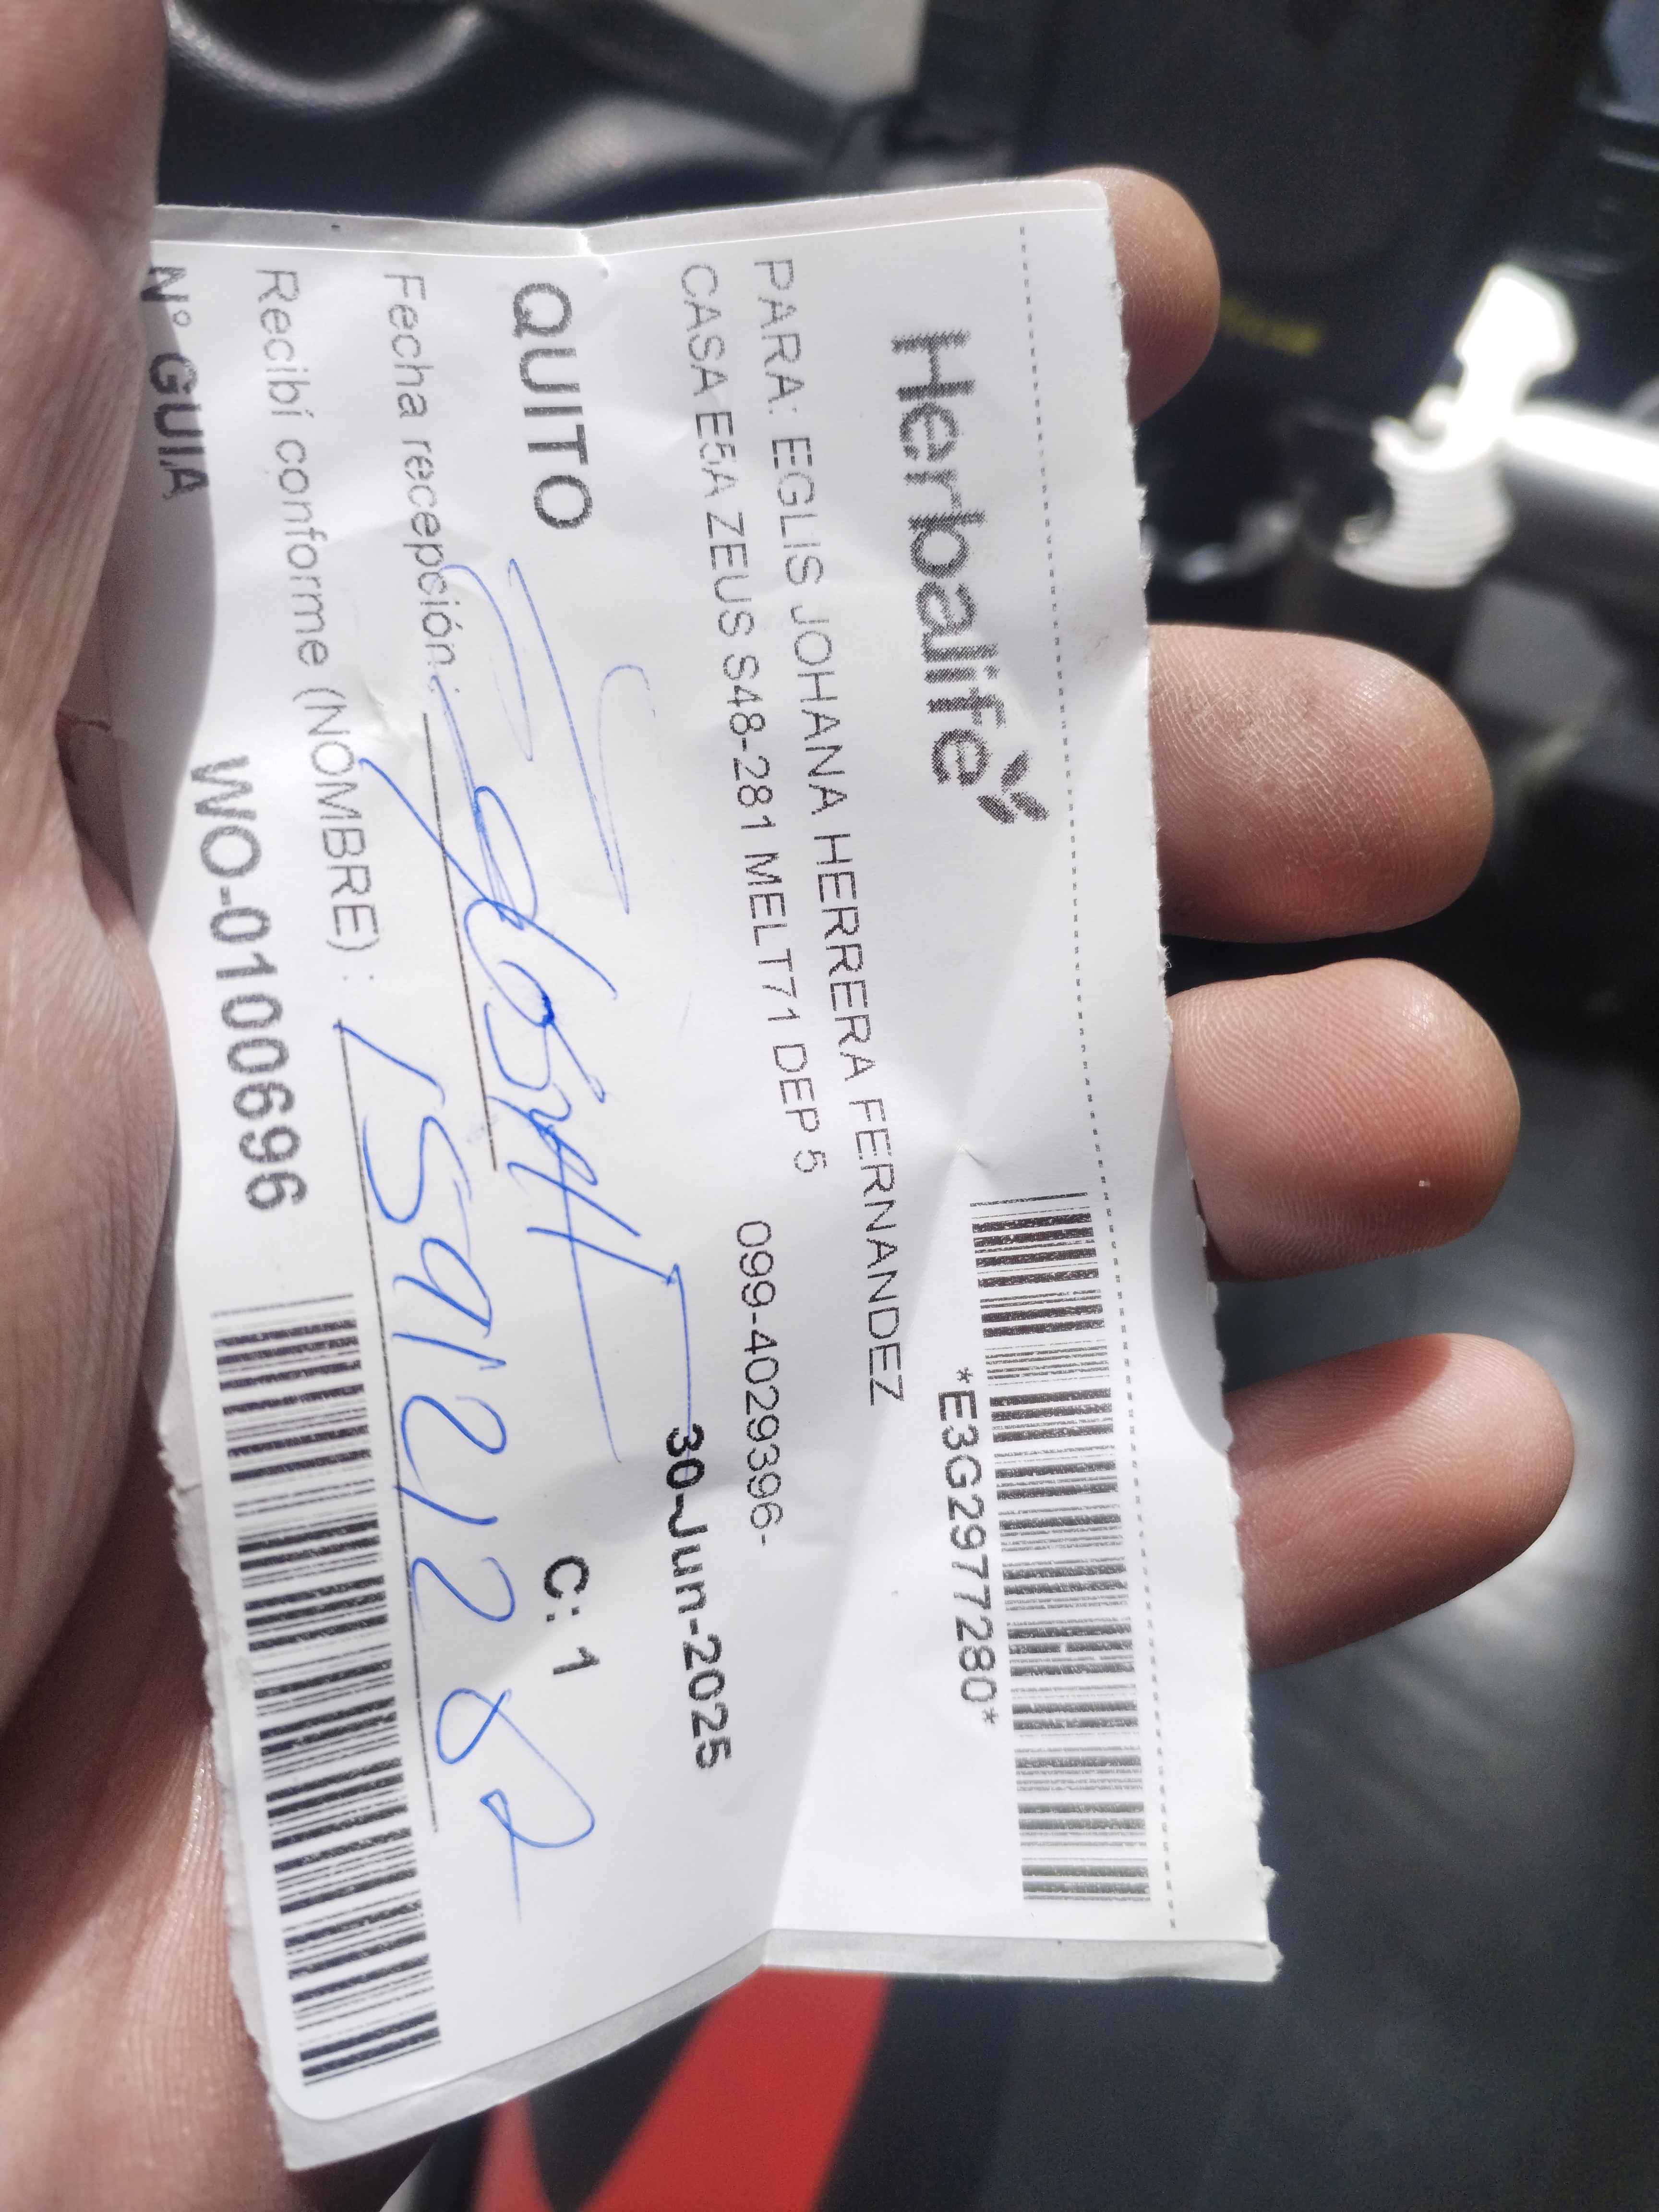 Herbalife
*E3G2977280*
PARA: EGLIS JOHANA HERRERA FERNANDEZ
CASA E5A ZEUS S48-281 MELT71 DEP 5
099-4029396-
30-Jun-2025
QUITO
C: 1
Fecha recepción :
Recibí conforme (NOMBRE) :
N° GUIA
WO-0100696